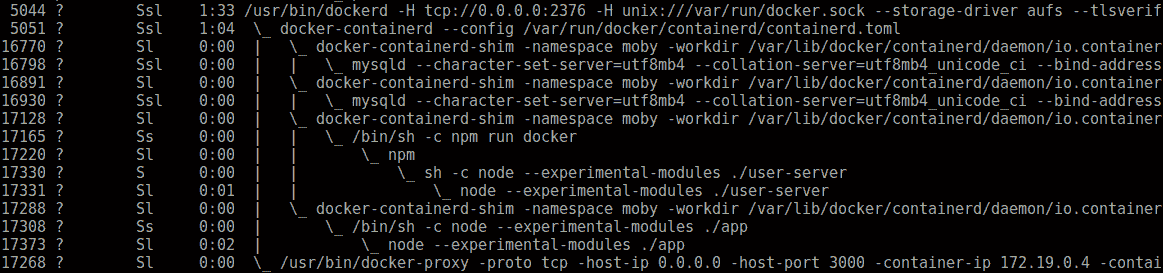 5044 ? Ssl 1:33 /usr/bin/dockerd -H tcp://0.0.0.0:2376 -H unix:///var/run/docker.sock --storage-driver aufs --tlsverif
5051 ? Ssl 1:04 \_ docker-containerd --config /var/run/docker/containerd/containerd.toml
16770 ? Sl 0:00 | \_ docker-containerd-shim -namespace moby -workdir /var/lib/docker/containerd/daemon/io.container
16798 ? Ssl 0:00 | | \_ mysqld --character-set-server=utf8mb4 --collation-server=utf8mb4_unicode_ci --bind-address
16891 ? Sl 0:00 | \_ docker-containerd-shim -namespace moby -workdir /var/lib/docker/containerd/daemon/io.container
16930 ? Ssl 0:00 | | \_ mysqld --character-set-server=utf8mb4 --collation-server=utf8mb4_unicode_ci --bind-address
17128 ? Sl 0:00 | \_ docker-containerd-shim -namespace moby -workdir /var/lib/docker/containerd/daemon/io.container
17165 ? Ss 0:00 | | \_ /bin/sh -c npm run docker
17220 ? Sl 0:00 | | \_ npm
17330 ? S 0:00 | | \_ sh -c node --experimental-modules ./user-server
17331 ? Sl 0:01 | | \_ node --experimental-modules ./user-server
17288 ? Sl 0:00 | \_ docker-containerd-shim -namespace moby -workdir /var/lib/docker/containerd/daemon/io.container
17308 ? Ss 0:00 | \_ /bin/sh -c node --experimental-modules ./app
17373 ? Sl 0:02 | \_ node --experimental-modules ./app
17268 ? Sl 0:00 \_ /usr/bin/docker-proxy -proto tcp -host-ip 0.0.0.0 -host-port 3000 -container-ip 172.19.0.4 -contai